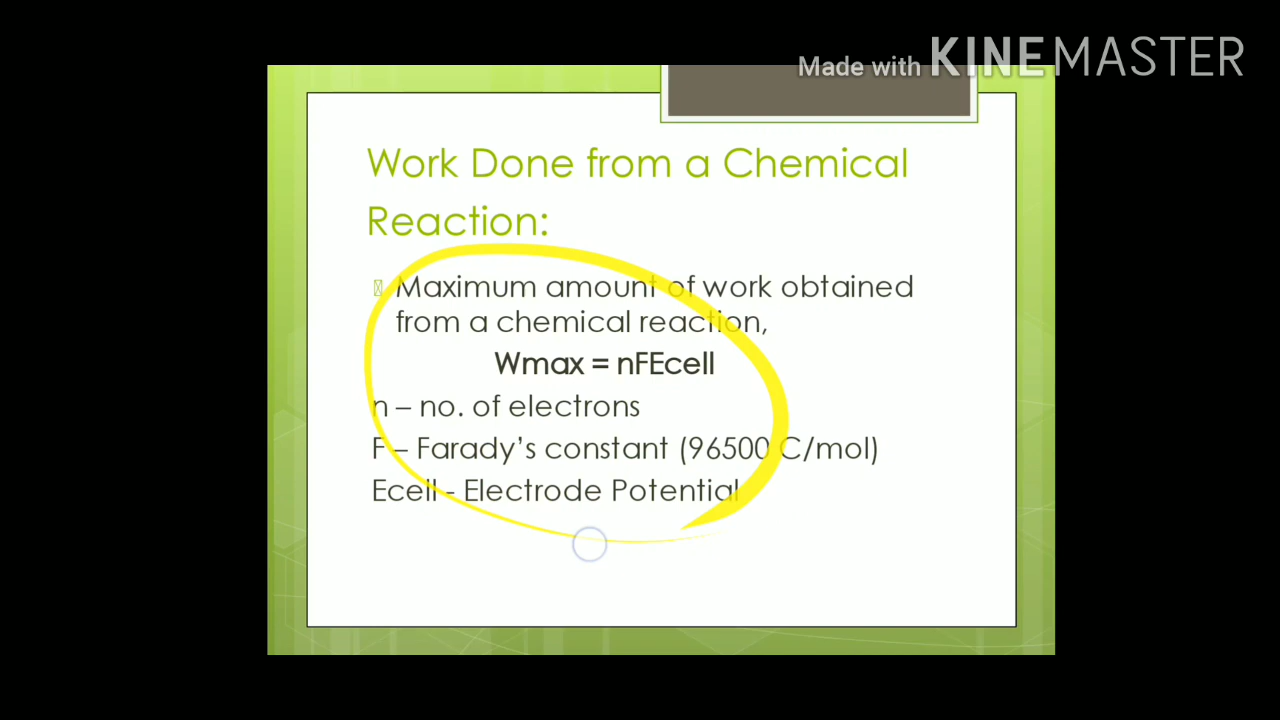 Made with KINEMASTER
Work Done from a Chemical
Reaction:
Maximum amount of work obtained
from a chemical reaction,
Wmax = nFEcell
n – no. of electrons
F – Farady’s constant (96500 C/mol)
Ecell - Electrode Potential